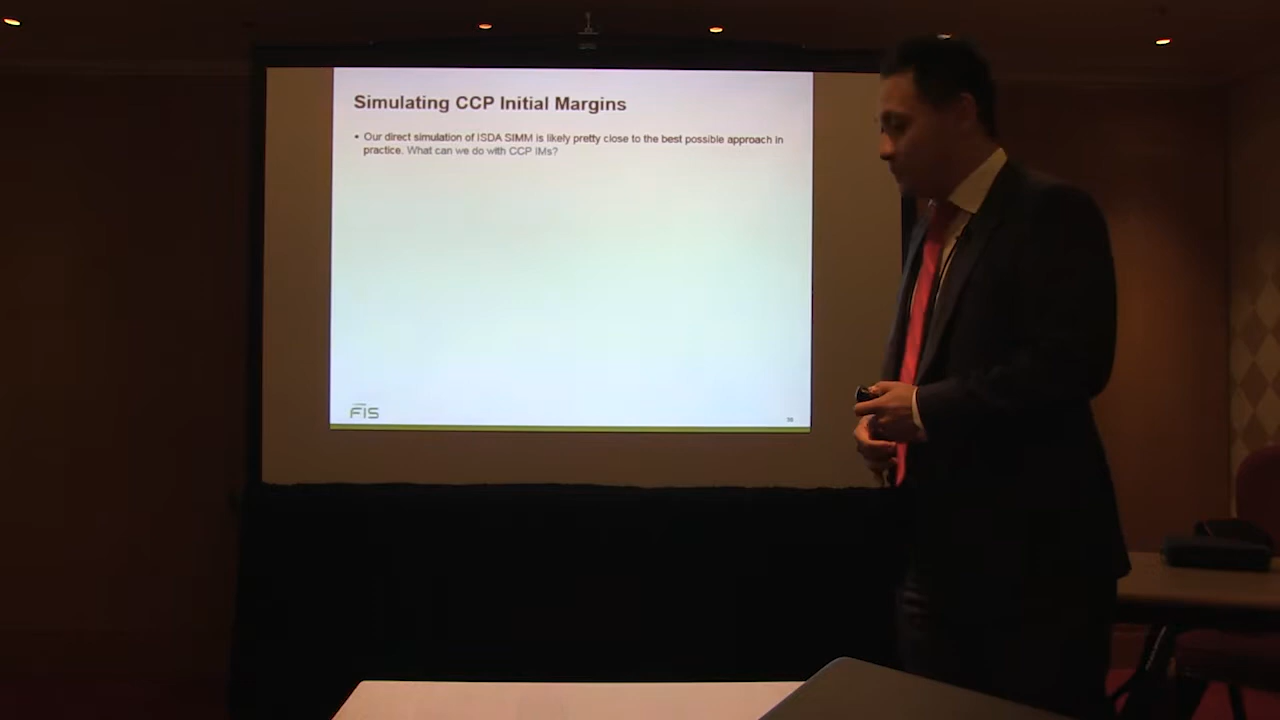 Simulating CCP Initial Margins
• Our direct simulation of ISDA SIMM is likely pretty close to the best possible approach in
practice. What can we do with CCP IMs?
FIS